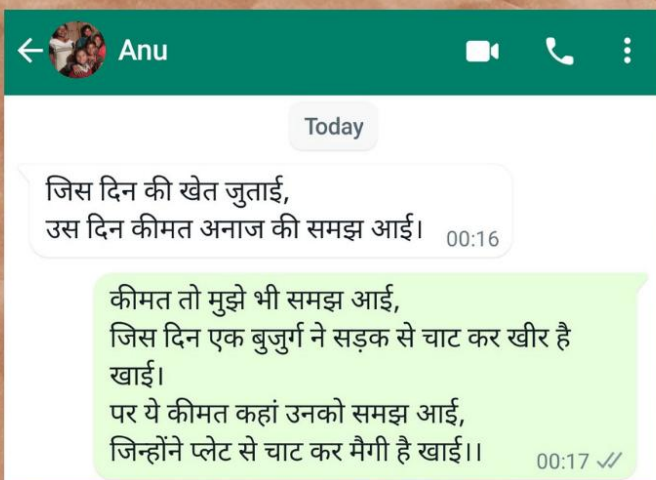 Anu
Today
जिस दिन की खेत जुताई,
उस दिन कीमत अनाज की समझ आई।
00:16
कीमत तो मुझे भी समझ आई,
जिस दिन एक बुजुर्ग ने सड़क से चाट कर खीर है
खाई।
पर ये कीमत कहां उनको समझ आई,
जिन्होंने प्लेट से चाट कर मैगी है खाई।।
00:17